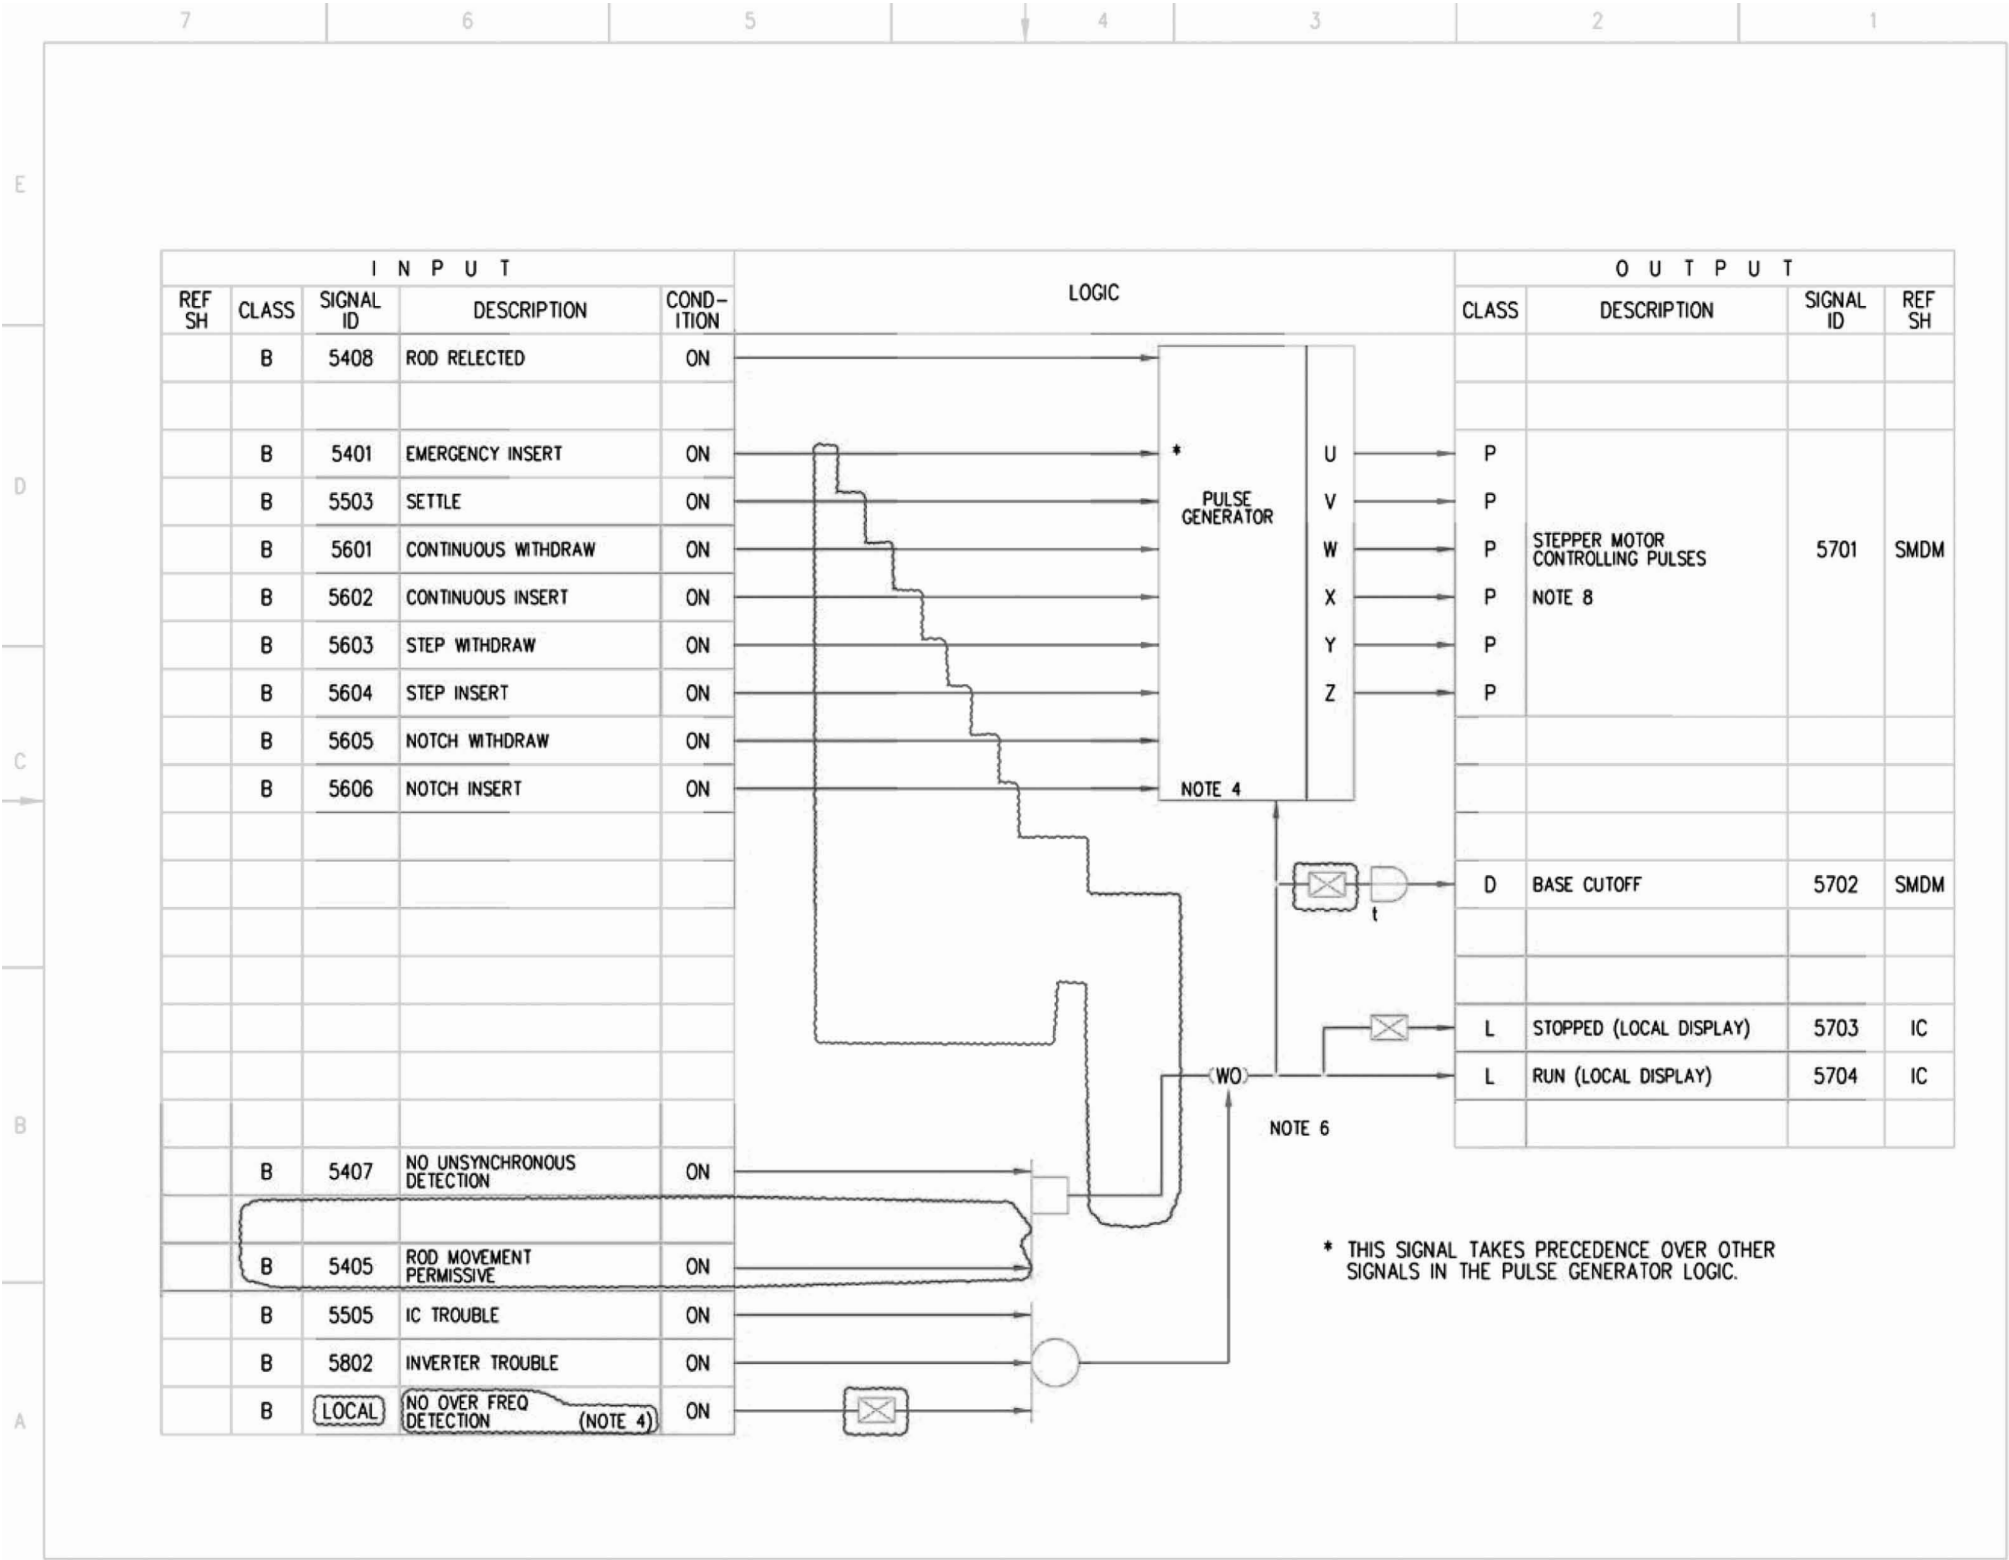 7 6 5 4 3 2 1
E
I N P U T
LOGIC
O U T P U T
REF SH
CLASS
SIGNAL ID
DESCRIPTION
COND-ITION
CLASS
DESCRIPTION
SIGNAL ID
REF SH
B 5408 ROD RELECTED ON
D
B 5401 EMERGENCY INSERT ON * U P
B 5503 SETTLE ON V P
PULSE
GENERATOR
B 5601 CONTINUOUS WITHDRAW ON W P
STEPPER MOTOR
CONTROLLING PULSES
5701 SMDM
B 5602 CONTINUOUS INSERT ON X P NOTE 8
B 5603 STEP WITHDRAW ON Y P
B 5604 STEP INSERT ON Z P
B 5605 NOTCH WITHDRAW ON
C
B 5606 NOTCH INSERT ON NOTE 4
D BASE CUTOFF 5702 SMDM
t
L STOPPED (LOCAL DISPLAY) 5703 IC
(WO) L RUN (LOCAL DISPLAY) 5704 IC
B
NOTE 6
B 5407
NO UNSYNCHRONOUS
DETECTION
ON
B 5405
ROD MOVEMENT
PERMISSIVE
ON
* THIS SIGNAL TAKES PRECEDENCE OVER OTHER
SIGNALS IN THE PULSE GENERATOR LOGIC.
B 5505 IC TROUBLE ON
B 5802 INVERTER TROUBLE ON
A
B LOCAL
NO OVER FREQ
DETECTION (NOTE 4)
ON